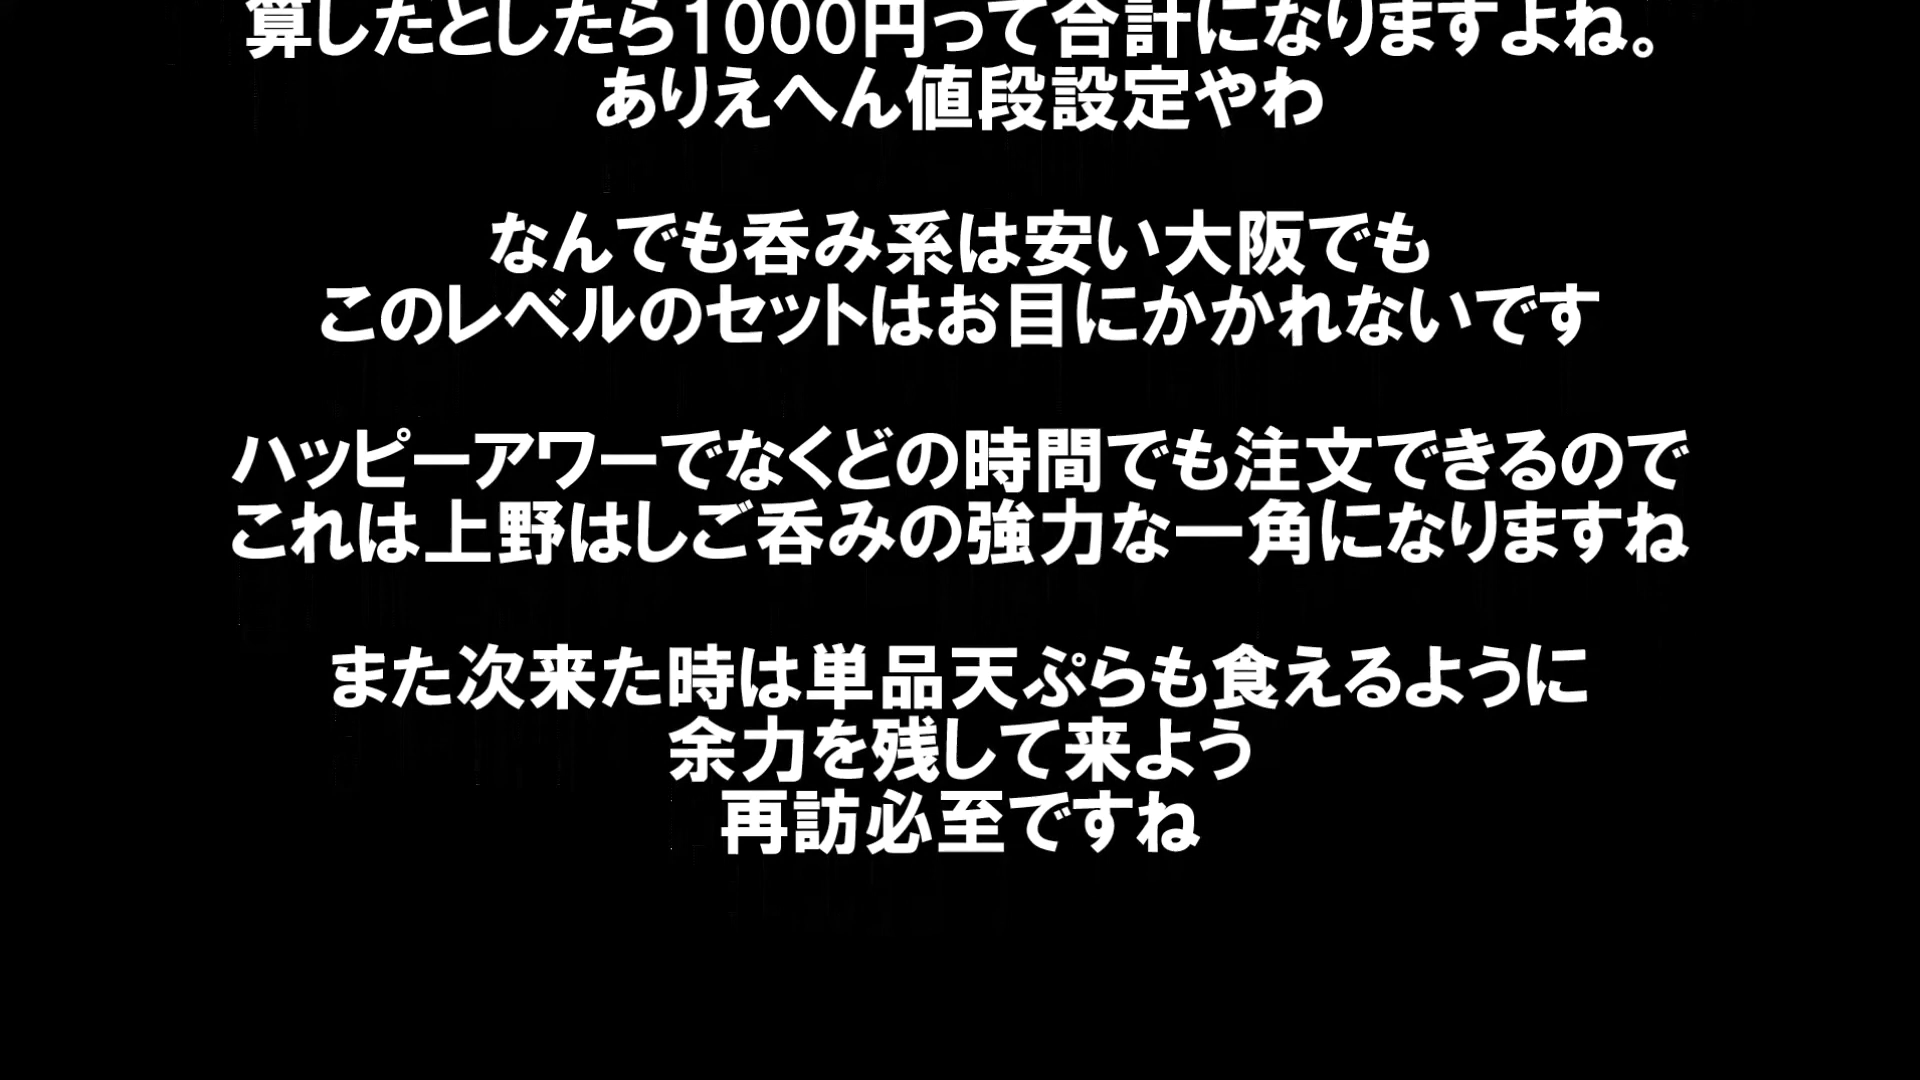 算したとしたら1000円って合計になりますよね。
ありえへん値段設定やわ
なんでも呑み系は安い大阪でも
このレベルのセットはお目にかかれないです
ハッピーアワーでなくどの時間でも注文できるので
これは上野はしご呑みの強力な一角になりますね
また次来た時は単品天ぷらも食えるように
余力を残して来よう
再訪必至ですね